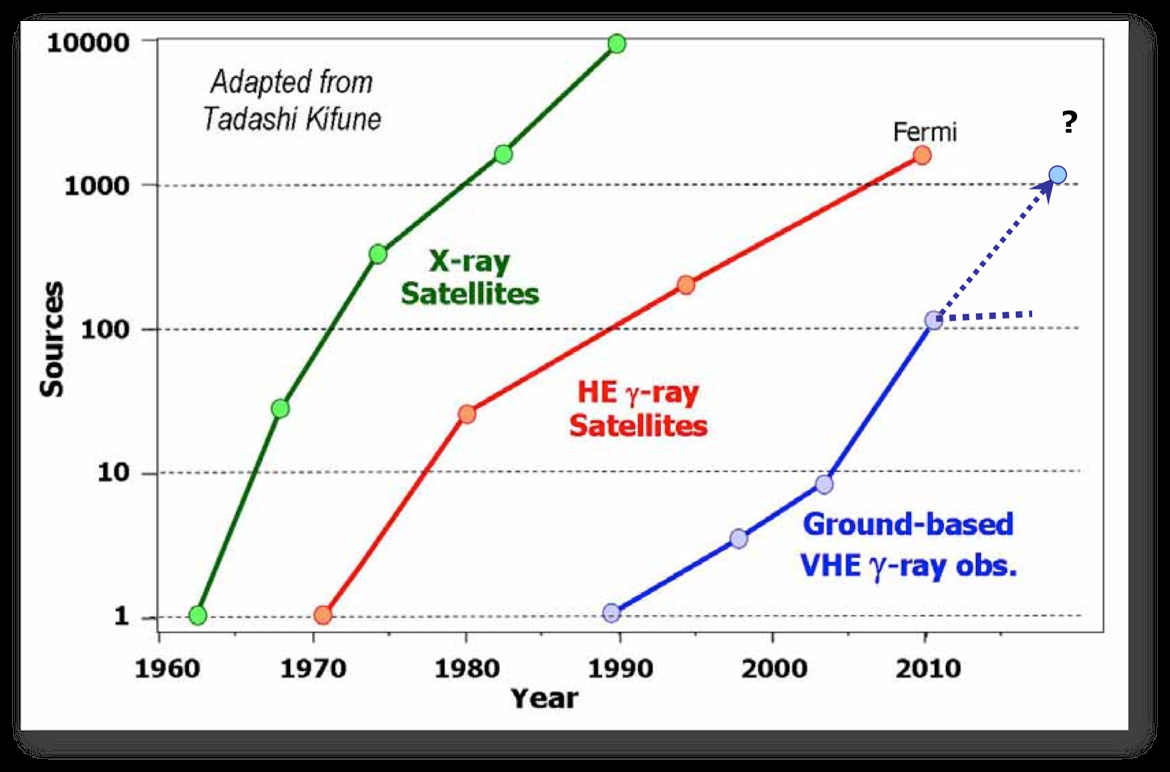 10000
Adapted from
Tadashi Kifune
?
Fermi
1000
X-ray
Satellites
Sources
100
HE γ-ray
Satellites
10
Ground-based
VHE γ-ray obs.
1
1960 1970 1980 1990 2000 2010
Year